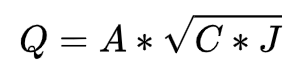 Q = A * √C * J